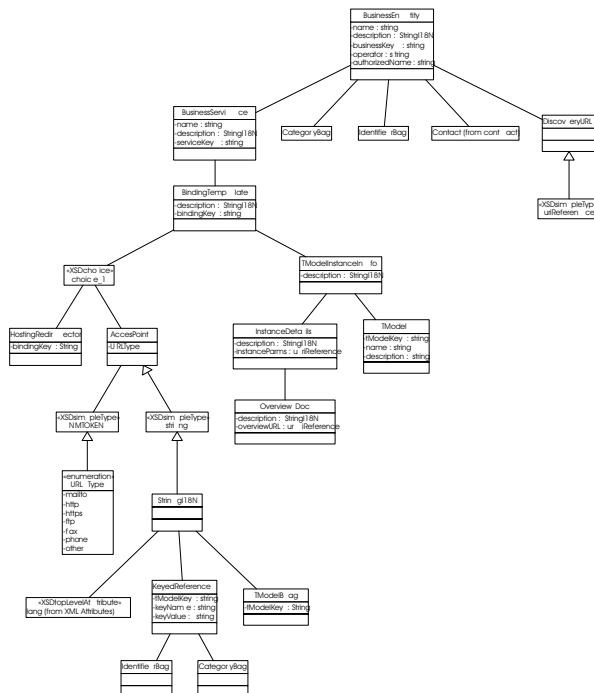 BusinessEn tity
-name : string
-description : StringI18N
-businessKey : string
-operator : s tring
-authorizedName : string
BusinessServi ce
-name : string
-description : StringI18N
-serviceKey : string
Categor yBag
Identifie rBag
Contact (from cont act)
Discov eryURL
«XSDsim pleType»
uriReferen ce
BindingTemp late
-description : StringI18N
-bindingKey : string
«XSDcho ice»
choic e_1
TModelInstanceIn fo
-description : StringI18N
HostingRedir ector
-bindingKey : String
AccesPoint
-U RLType
InstanceDeta ils
-description : StringI18N
-instanceParms : u riReference
TModel
-tModelKey : string
-name : string
-description : string
«XSDsim pleType»
NMTOKEN
«XSDsim pleType»
stri ng
Overview Doc
-description : StringI18N
-overviewURL : ur iReference
«enumeration»
URL Type
-mailto
-http
-https
-ftp
-f ax
-phone
-other
Strin gI18N
«XSDtopLevelAt tribute»
lang (from XML Attributes)
KeyedReference
-tModelKey : string
-keyNam e : string
-keyValue : string
TModelB ag
-tModelKey : String
Identifie rBag
Categor yBag